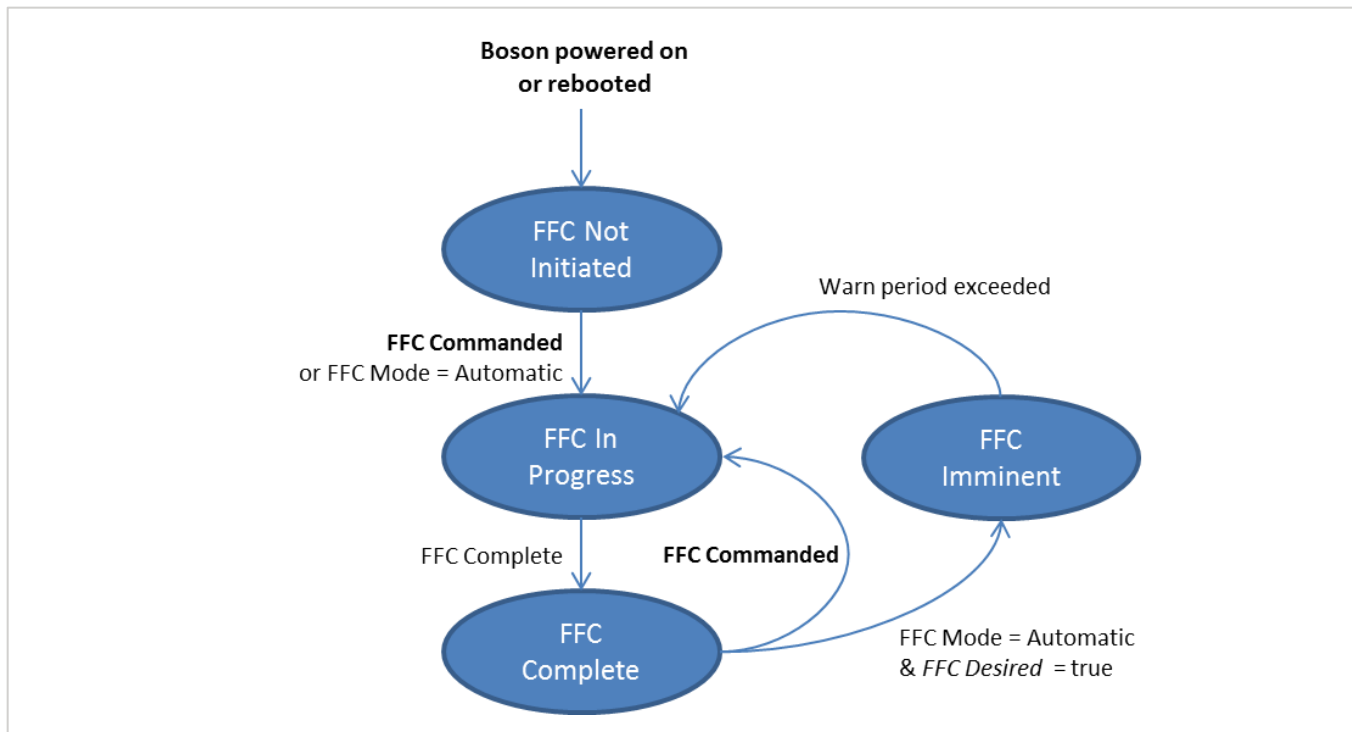 Boson powered on
or rebooted
FFC Not
Initiated
Warn period exceeded
FFC Commanded
or FFC Mode = Automatic
FFC In
Progress
FFC
Imminent
FFC Complete
FFC Commanded
FFC
Complete
FFC Mode = Automatic
& FFC Desired = true